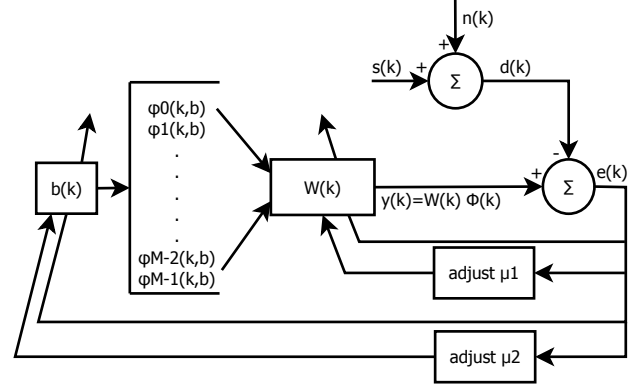 n(k)
+
s(k)
+
Σ
d(k)
φ0(k,b)
φ1(k,b)
.
.
.
.
.
φM-2(k,b)
φM-1(k,b)
b(k)
W(k)
-
+
Σ
e(k)
y(k)=W(k) Φ(k)
adjust μ1
adjust μ2